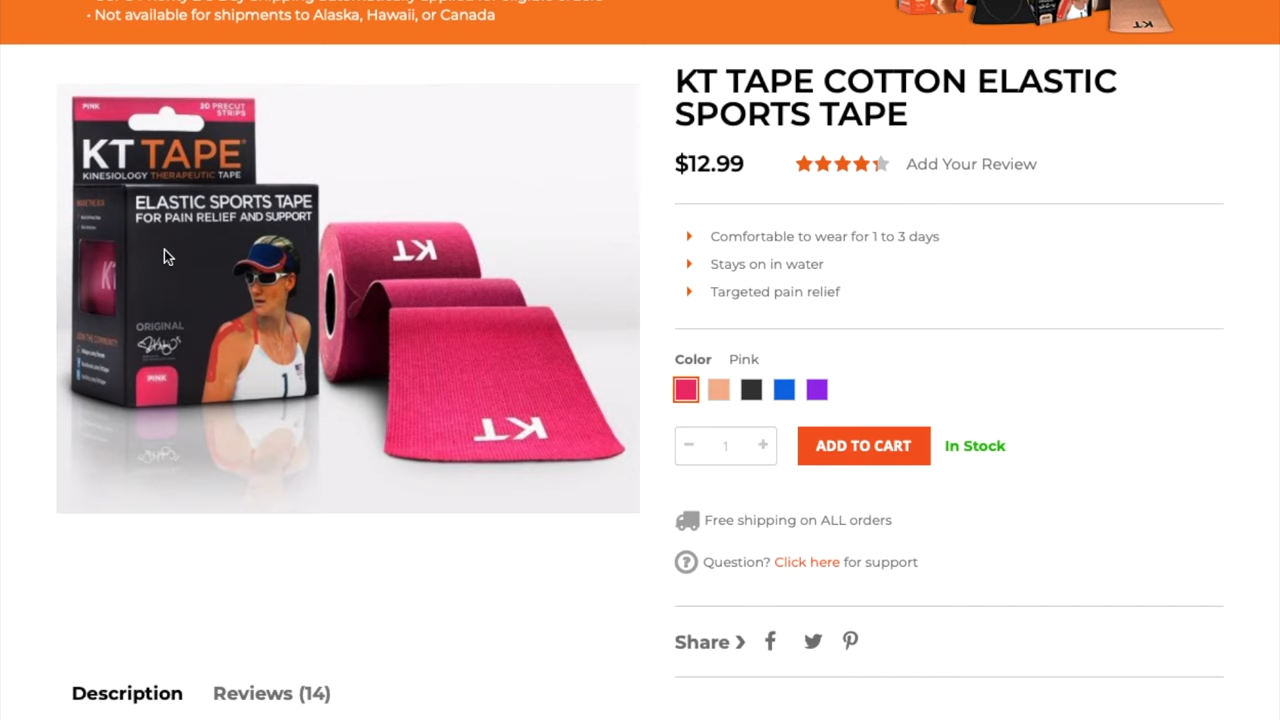 • Not available for shipments to Alaska, Hawaii, or Canada
KT TAPE COTTON ELASTIC
SPORTS TAPE
$12.99
Add Your Review
PINK
20 PRECUT
STRIPS
KT TAPE
KINESIOLOGY THERAPEUTIC TAPE
ELASTIC SPORTS TAPE
FOR PAIN RELIEF AND SUPPORT
KT
KT
KT
ORIGINAL
1
PINK
Comfortable to wear for 1 to 3 days
Stays on in water
Targeted pain relief
Color Pink
1
ADD TO CART
In Stock
Free shipping on ALL orders
Question? Click here for support
Share
Description
Reviews (14)